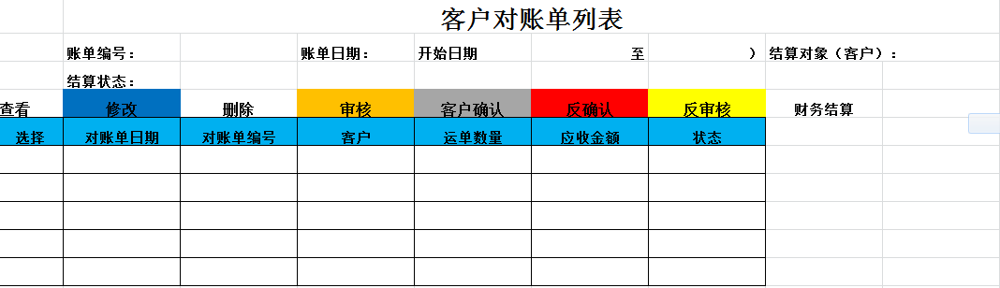 客户对账单列表
账单编号： 账单日期： 开始日期 至 ） 结算对象（客户）：
结算状态：
查看 修改 删除 审核 客户确认 反确认 反审核 财务结算
选择 对账单日期 对账单编号 客户 运单数量 应收金额 状态